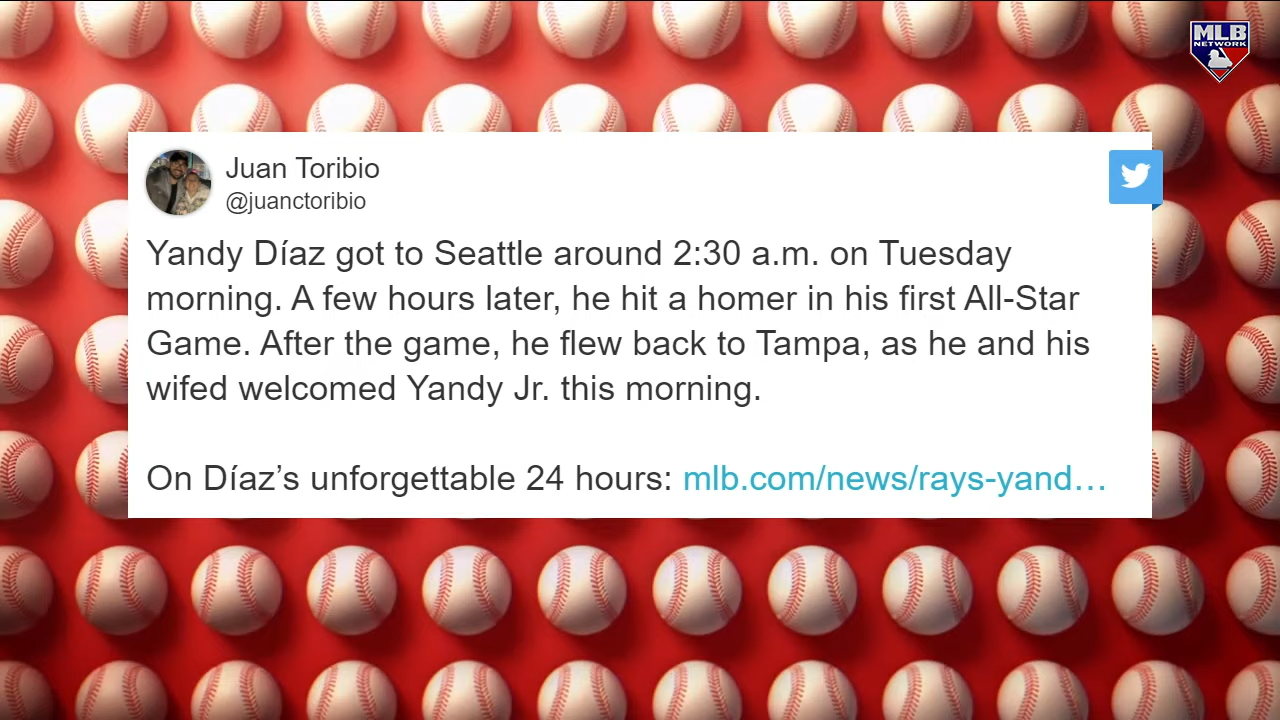 MLB
NETWORK
Juan Toribio
@juanctoribio
Yandy Díaz got to Seattle around 2:30 a.m. on Tuesday
morning. A few hours later, he hit a homer in his first All-Star
Game. After the game, he flew back to Tampa, as he and his
wifed welcomed Yandy Jr. this morning.
On Díaz’s unforgettable 24 hours: mlb.com/news/rays-yand…